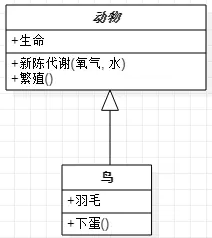 动物
+生命
+新陈代谢(氧气, 水)
+繁殖()
鸟
+羽毛
+下蛋()